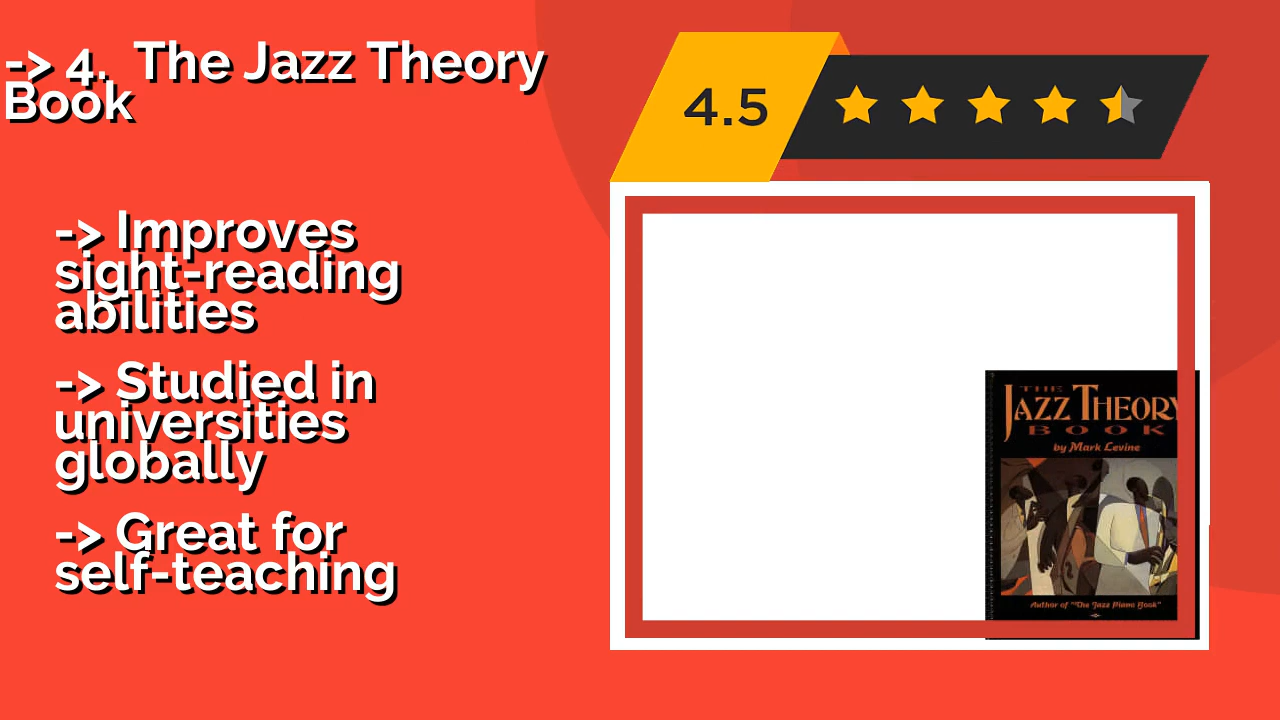 -> 4.  The Jazz Theory
Book
4.5
-> Improves
sight-reading
abilities
-> Studied in
universities
globally
-> Great for
self-teaching
THE
JAZZ THEORY
BOOK
by Mark Levine
Author of "The Jazz Piano Book"